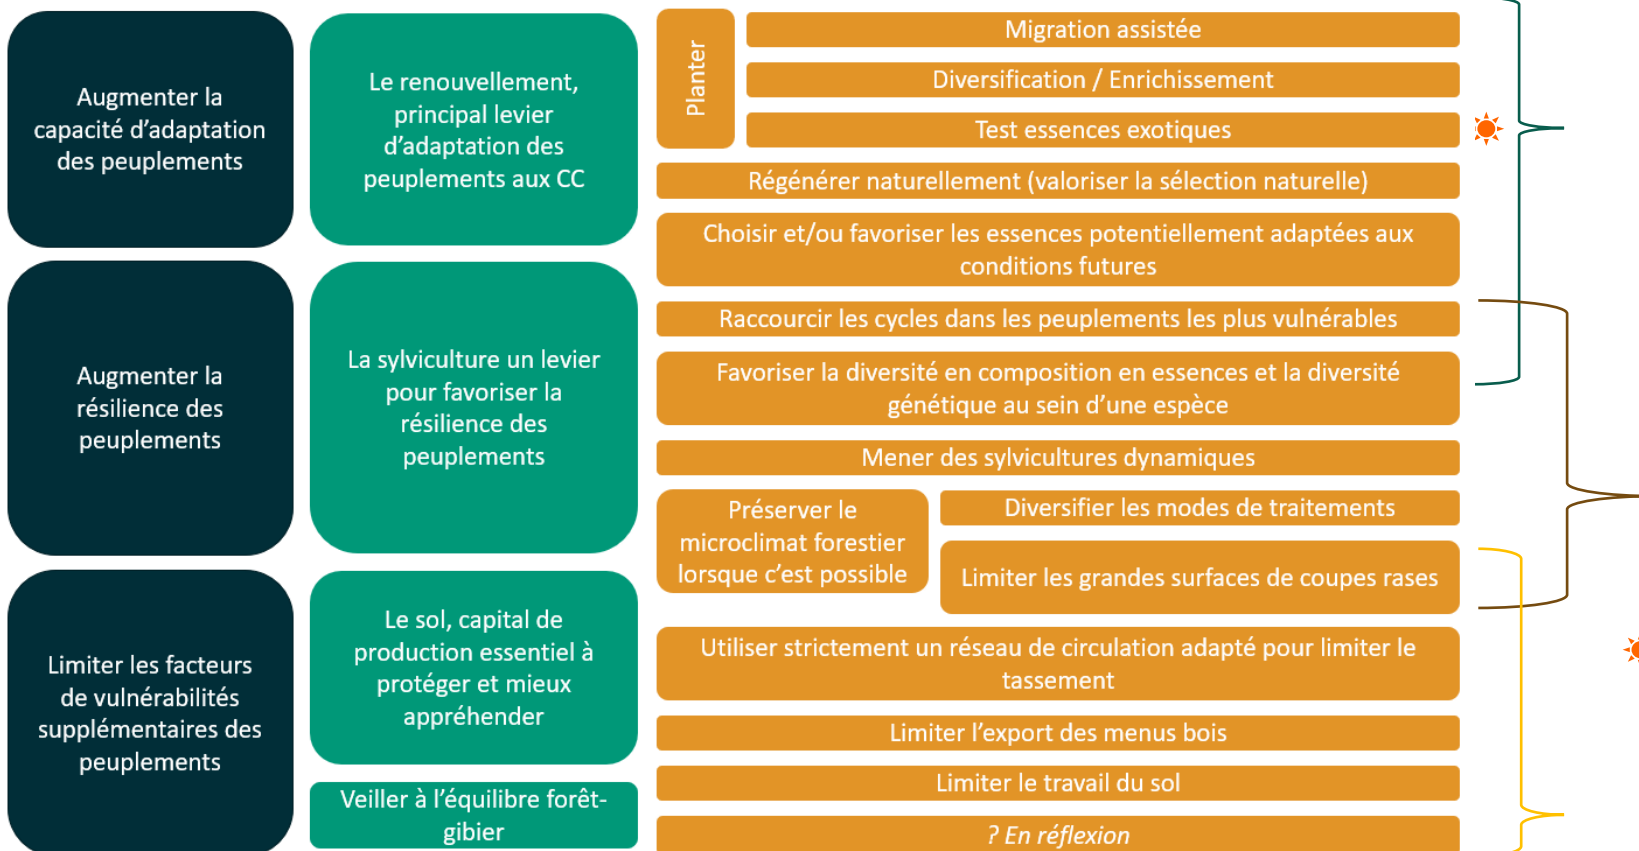 Augmenter la
capacité d’adaptation
des peuplements
Le renouvellement,
principal levier
d’adaptation des
peuplements aux CC
Planter
Migration assistée
Diversification / Enrichissement
Test essences exotiques
Régénérer naturellement (valoriser la sélection naturelle)
Choisir et/ou favoriser les essences potentiellement adaptées aux
conditions futures
Augmenter la
résilience des
peuplements
La sylviculture un levier
pour favoriser la
résilience des
peuplements
Raccourcir les cycles dans les peuplements les plus vulnérables
Favoriser la diversité en composition en essences et la diversité
génétique au sein d’une espèce
Mener des sylvicultures dynamiques
Préserver le
microclimat forestier
lorsque c’est possible
Diversifier les modes de traitements
Limiter les grandes surfaces de coupes rases
Limiter les facteurs
de vulnérabilités
supplémentaires des
peuplements
Le sol, capital de
production essentiel à
protéger et mieux
appréhender
Utiliser strictement un réseau de circulation adapté pour limiter le
tassement
Limiter l’export des menus bois
Limiter le travail du sol
Veiller à l’équilibre forêt-
gibier
? En réflexion